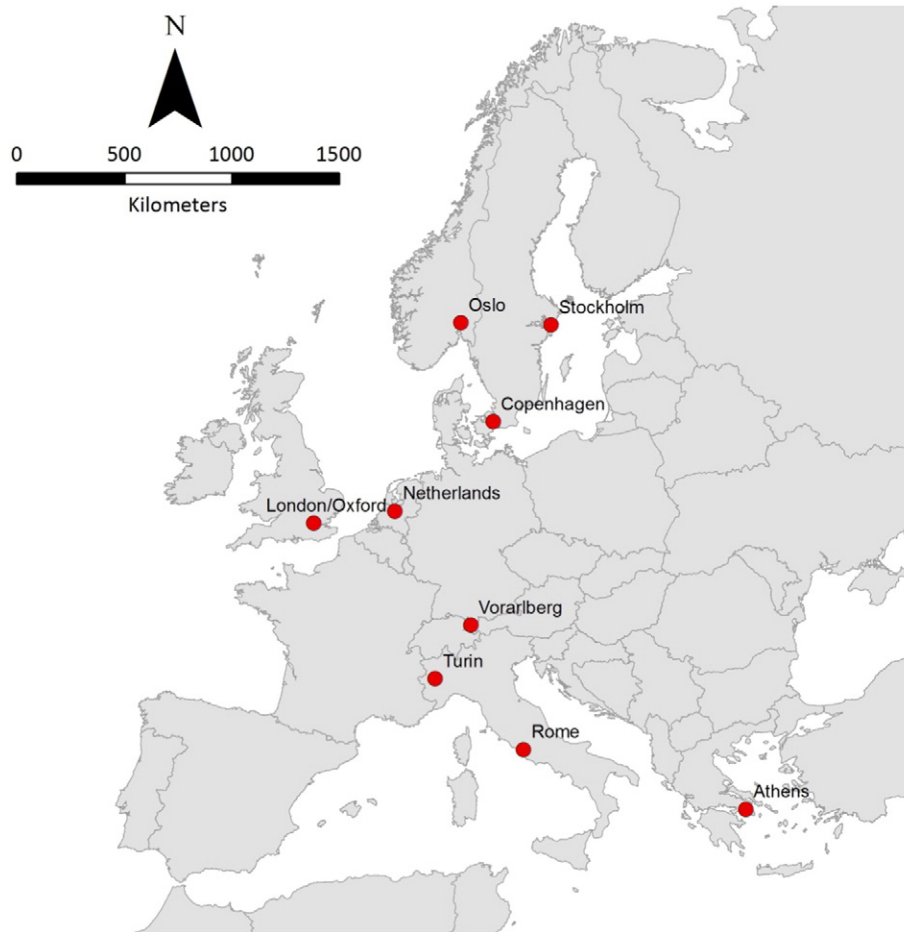 N
0 500 1000 1500
Kilometers
Oslo
Stockholm
Copenhagen
Netherlands
London/Oxford
Vorarlberg
Turin
Rome
Athens